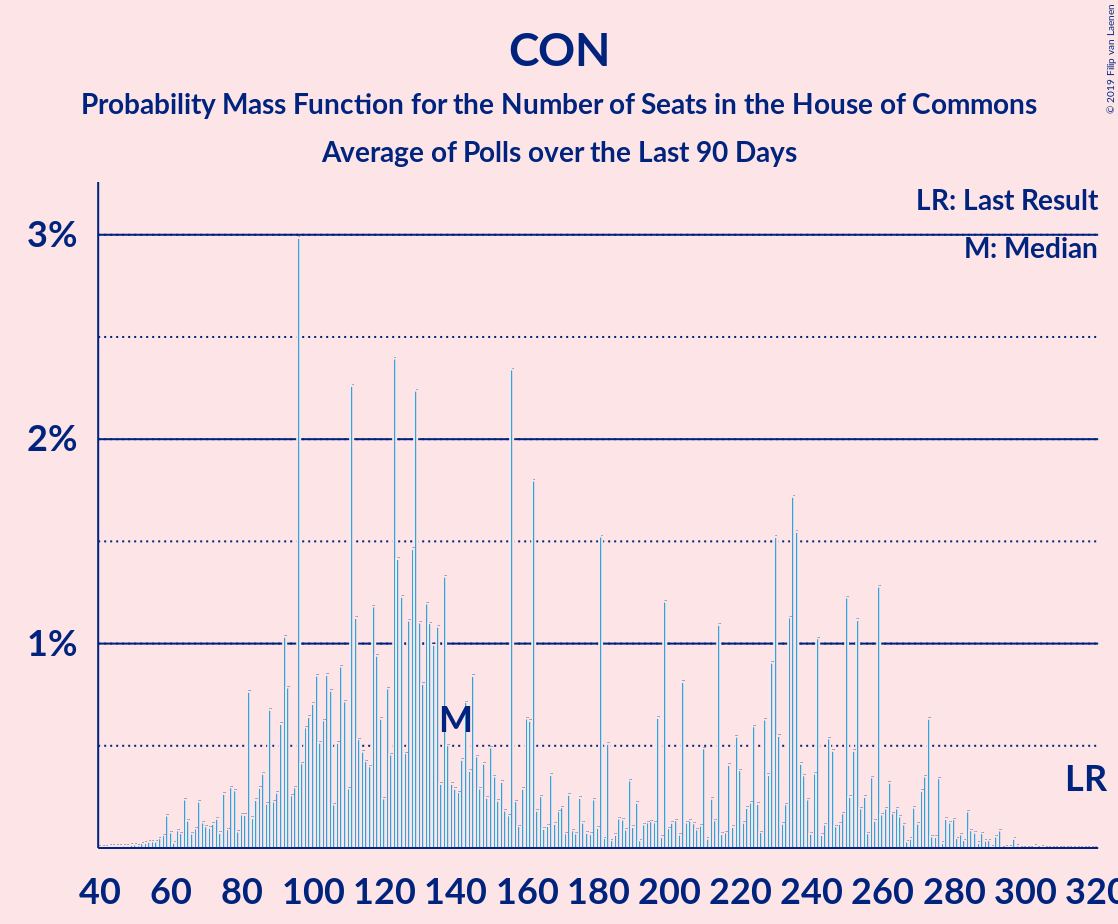 CON
Probability Mass Function for the Number of Seats in the House of Commons
Average of Polls over the Last 90 Days
© 2019 Filip van Laenen
LR: Last Result
M: Median
3%
2%
1%
M
LR
40 60 80 100 120 140 160 180 200 220 240 260 280 300 320